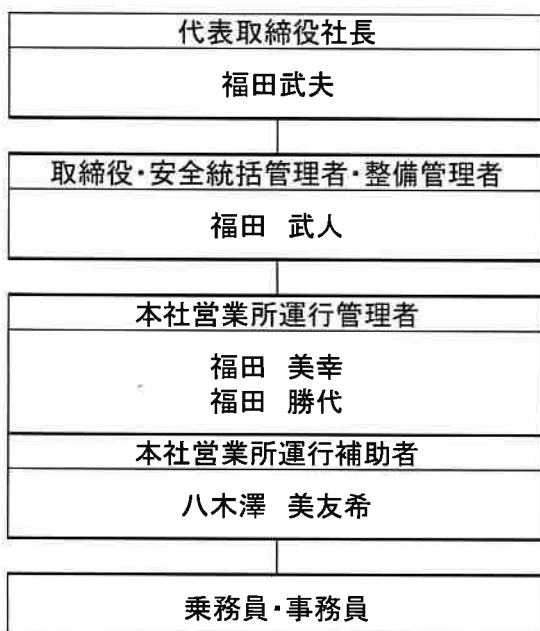 代表取締役社長
福田武夫
取締役・安全統括管理者・整備管理者
福田 武人
本社営業所運行管理者
福田 美幸
福田 勝代
本社営業所運行補助者
八木澤 美友希
乗務員・事務員